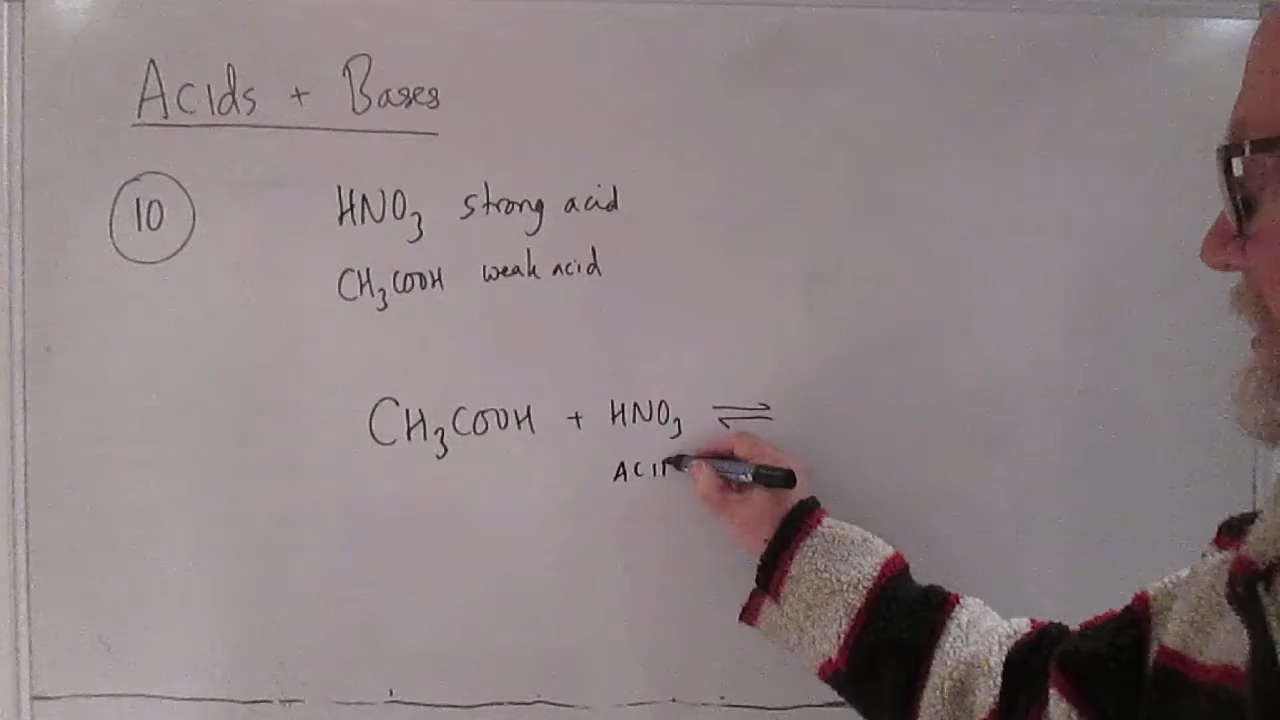 Acids + Bases
10
HNO₃ strong acid
CH₃COOH weak acid
CH₃COOH + HNO₃ ⇌
ACI